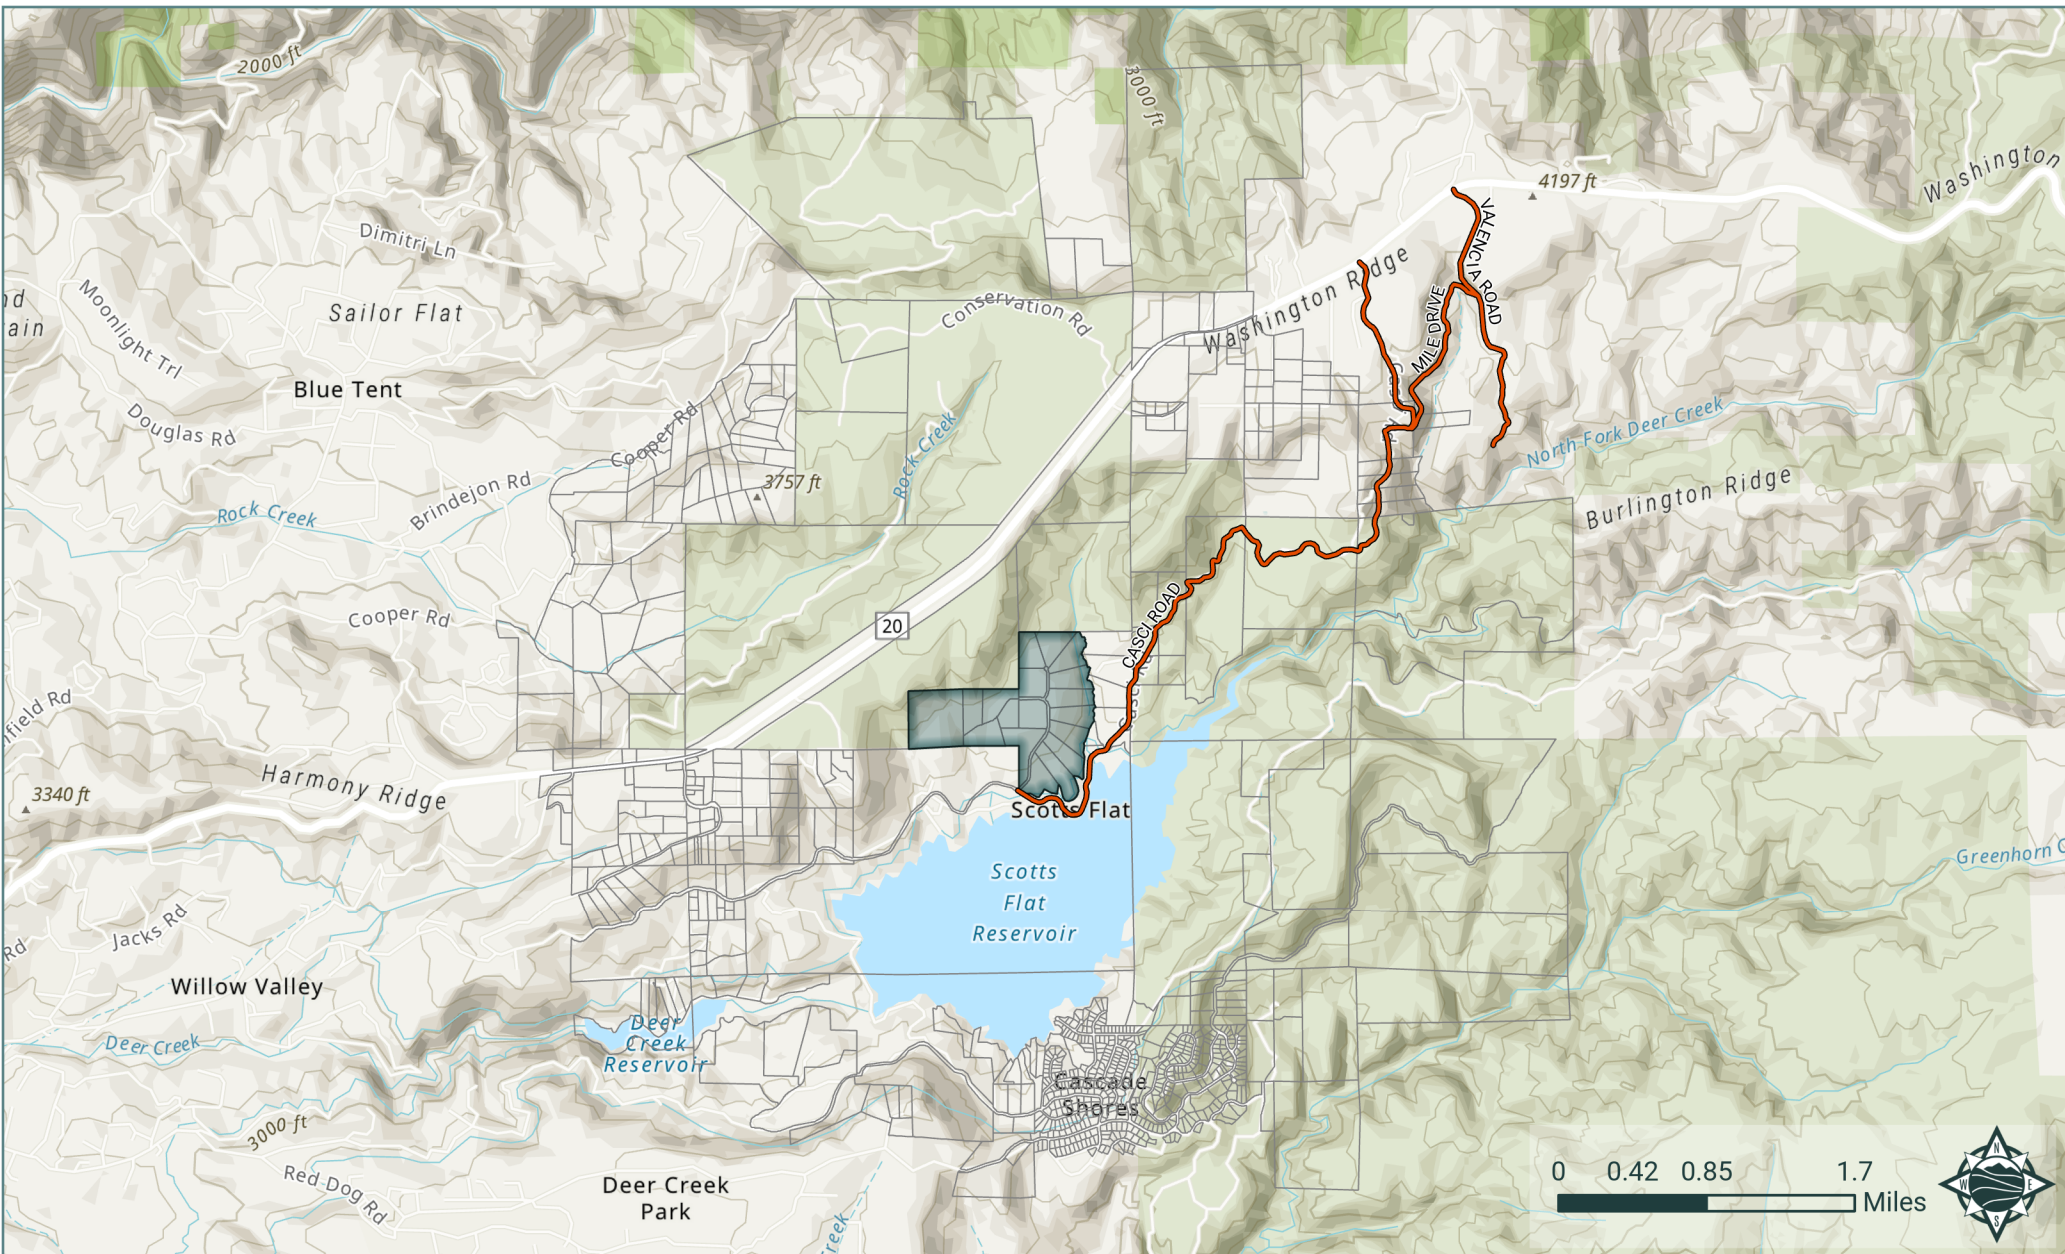 2000 ft
3000 ft
4197 ft
Washington
VALENCIA ROAD
Dimitri Ln
Moonlight Trl
Sailor Flat
Conservation Rd
Washington Ridge
MILE DRIVE
Blue Tent
Douglas Rd
Cooper Rd
Rock Creek
North Fork Deer Creek
3757 ft
Brindejon Rd
Rock Creek
Burlington Ridge
Cooper Rd
20
CASCI ROAD
nfield Rd
Harmony Ridge
3340 ft
Scotts Flat
Scotts
Flat
Reservoir
Greenhorn C
Jacks Rd
Rd
Willow Valley
Deer
Creek
Reservoir
Deer Creek
Cascade
Shores
3000 ft
Red Dog Rd
Deer Creek
Park
reek
0 0.42 0.85 1.7
Miles
N
W E
S